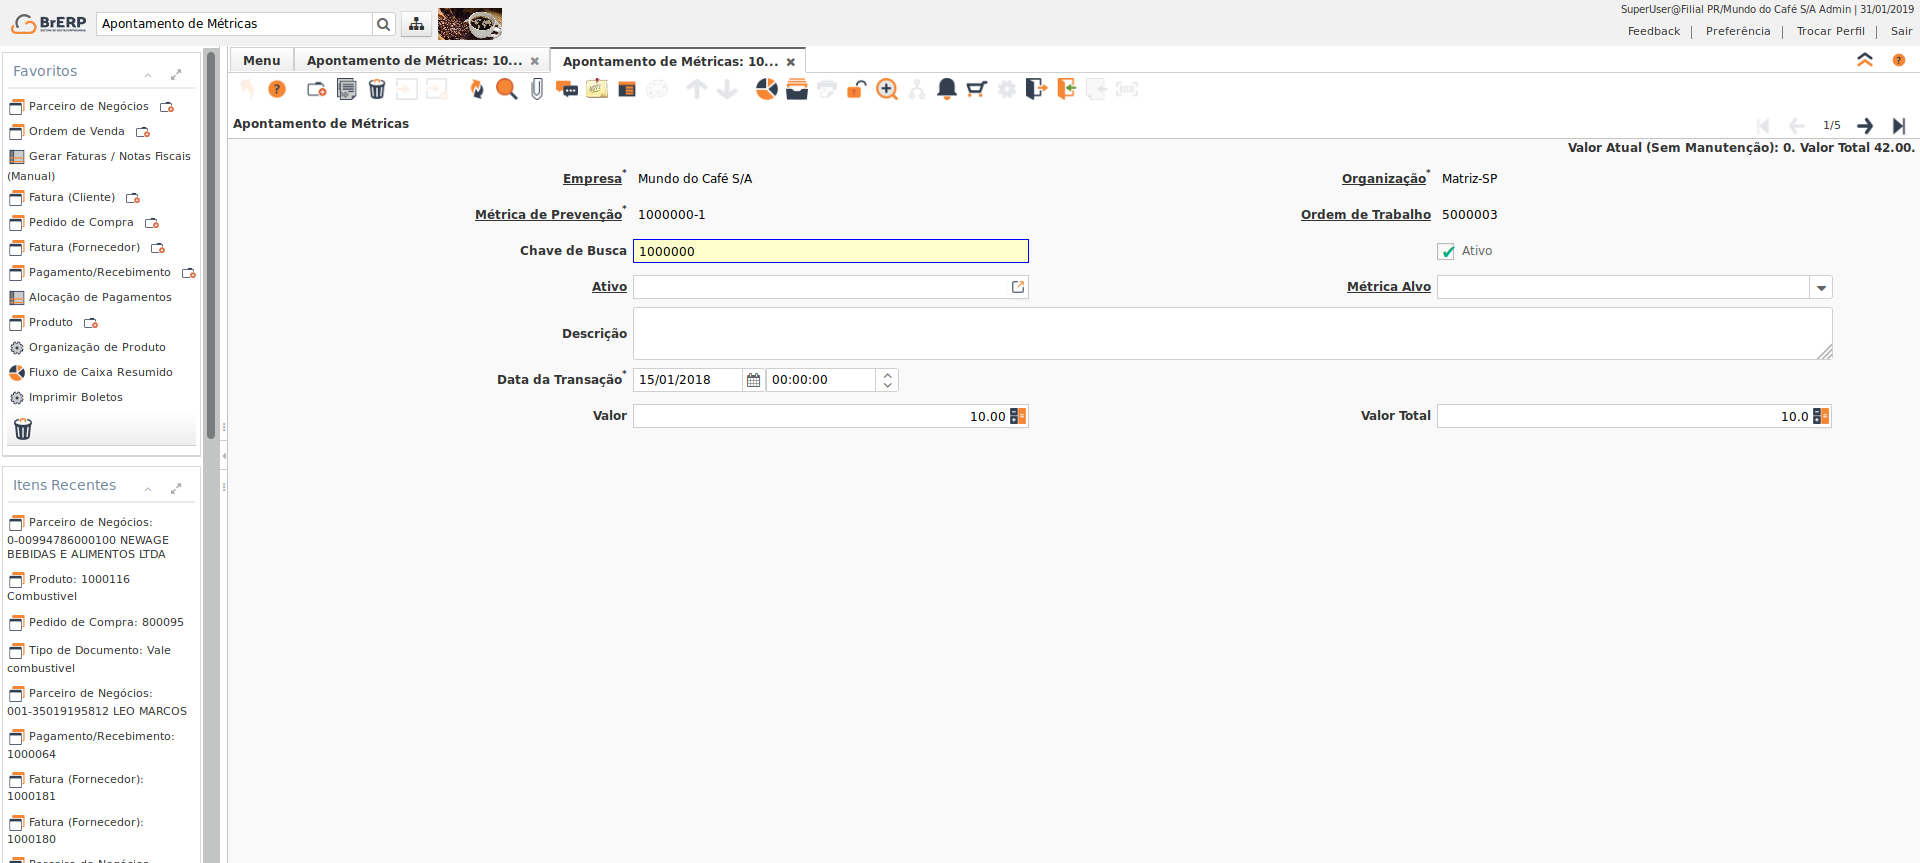 BrERP
Apontamento de Métricas
SuperUser@Filial PR/Mundo do Café S/A Admin | 31/01/2019
Feedback | Preferência | Trocar Perfil | Sair
Favoritos
Parceiro de Negócios
Ordem de Venda
Gerar Faturas / Notas Fiscais
(Manual)
Fatura (Cliente)
Pedido de Compra
Fatura (Fornecedor)
Pagamento/Recebimento
Alocação de Pagamentos
Produto
Organização de Produto
Fluxo de Caixa Resumido
Imprimir Boletos
Itens Recentes
Parceiro de Negócios:
0-00994786000100 NEWAGE
BEBIDAS E ALIMENTOS LTDA
Produto: 1000116
Combustivel
Pedido de Compra: 800095
Tipo de Documento: Vale
combustivel
Parceiro de Negócios:
001-35019195812 LEO MARCOS
Pagamento/Recebimento:
1000064
Fatura (Fornecedor):
1000181
Fatura (Fornecedor):
1000180
Parceiro de Negócios
Menu
Apontamento de Métricas: 10...
Apontamento de Métricas: 10...
Apontamento de Métricas
1/5
Valor Atual (Sem Manutenção): 0. Valor Total 42.00.
Empresa* Mundo do Café S/A
Organização* Matriz-SP
Métrica de Prevenção* 1000000-1
Ordem de Trabalho 5000003
Chave de Busca 1000000
Ativo
Ativo
Métrica Alvo
Descrição
Data da Transação* 15/01/2018 00:00:00
Valor 10.00
Valor Total 10.0